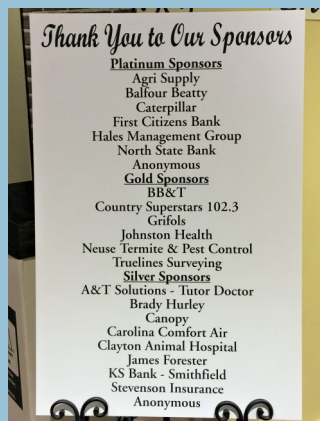 Thank You to Our Sponsors
Platinum Sponsors
Agri Supply
Balfour Beatty
Caterpillar
First Citizens Bank
Hales Management Group
North State Bank
Anonymous
Gold Sponsors
BB&T
Country Superstars 102.3
Grifols
Johnston Health
Neuse Termite & Pest Control
Truelines Surveying
Silver Sponsors
A&T Solutions - Tutor Doctor
Brady Hurley
Canopy
Carolina Comfort Air
Clayton Animal Hospital
James Forester
KS Bank - Smithfield
Stevenson Insurance
Anonymous